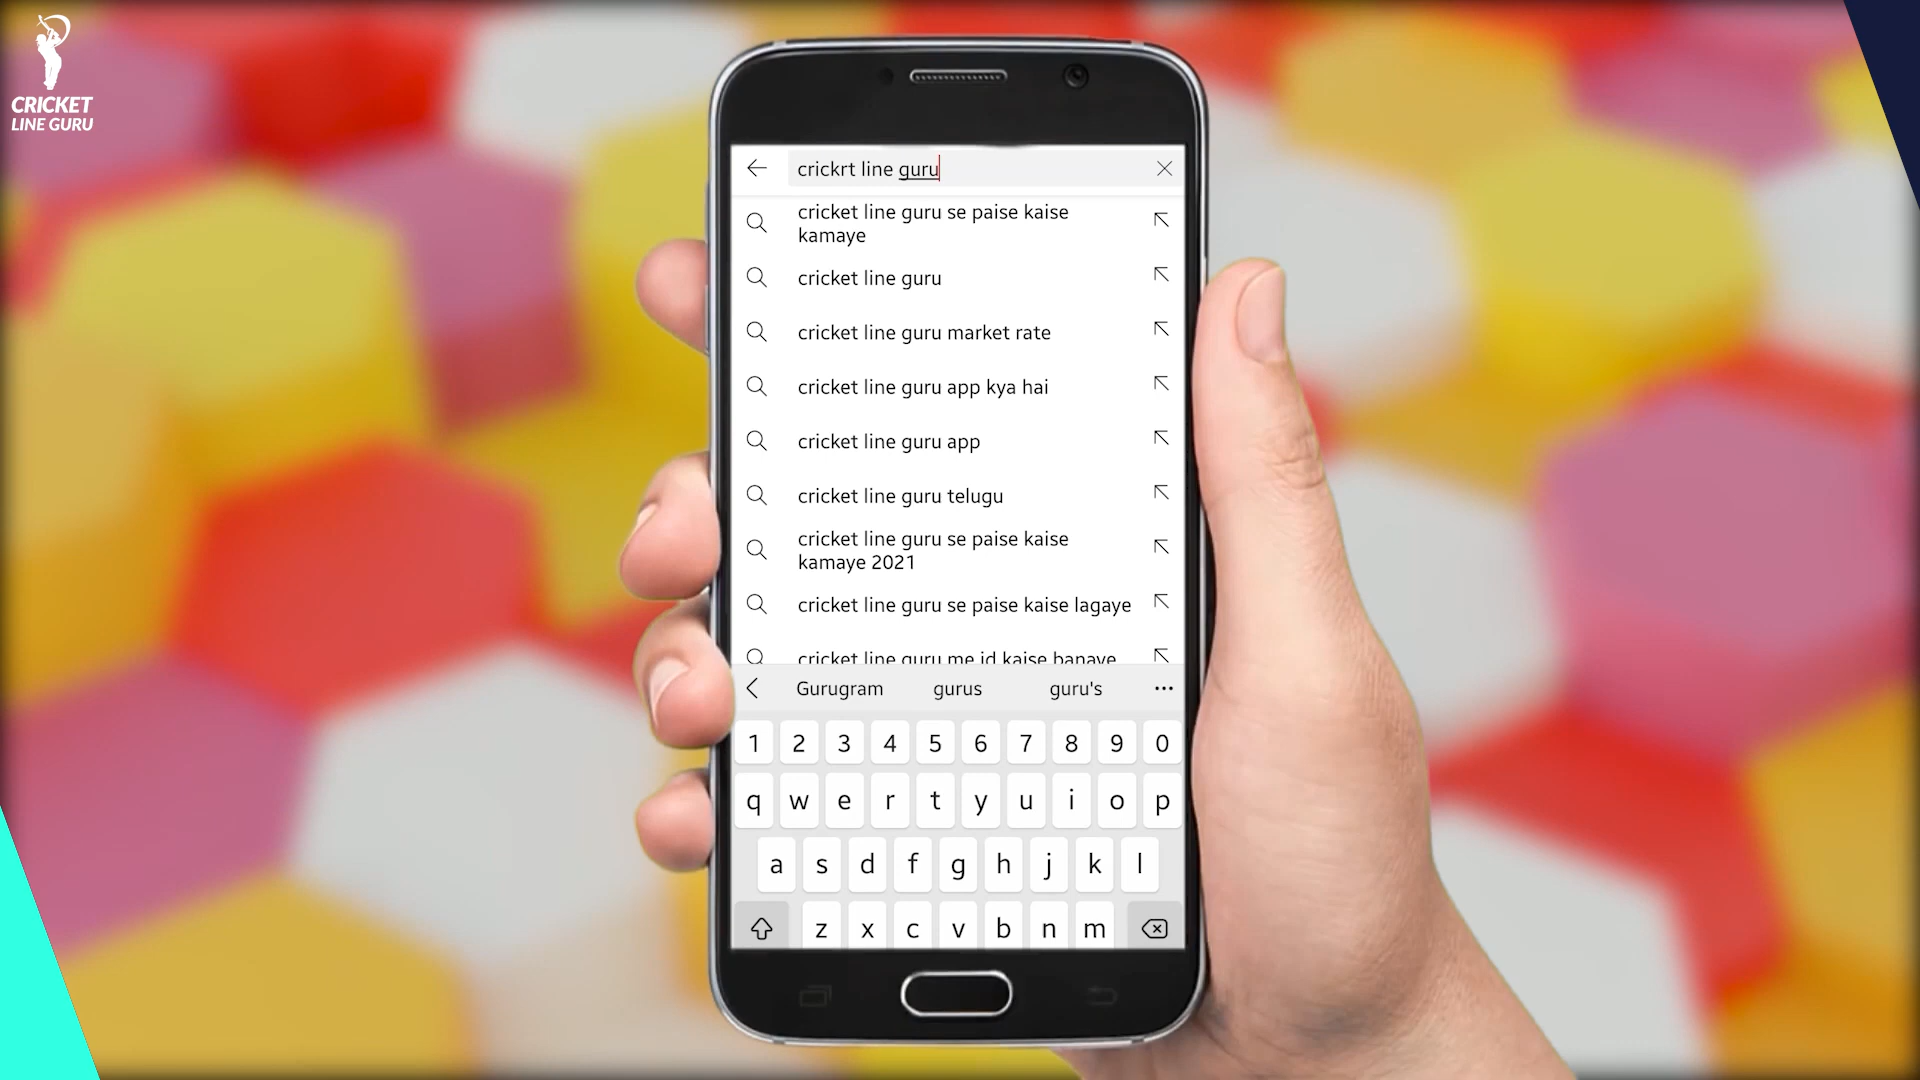 CRICKET
LINE GURU
crickrt line guru
cricket line guru se paise kaise
kamaye
cricket line guru
cricket line guru market rate
cricket line guru app kya hai
cricket line guru app
cricket line guru telugu
cricket line guru se paise kaise
kamaye 2021
cricket line guru se paise kaise lagaye
cricket line guru me id kaise banaye
Gurugram gurus guru's
1 2 3 4 5 6 7 8 9 0
q w e r t y u i o p
a s d f g h j k l
z x c v b n m